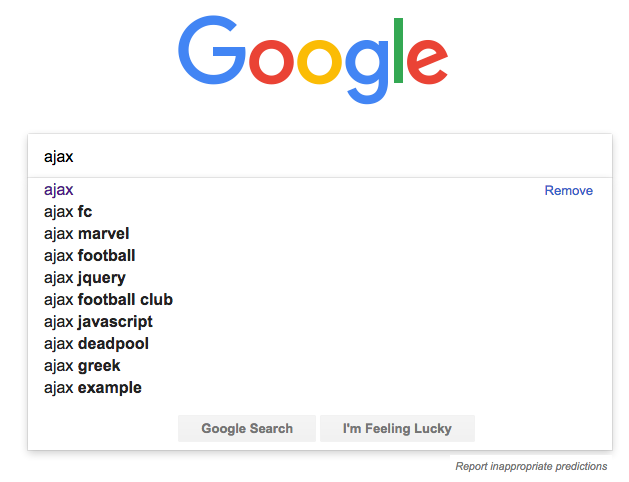 Google
ajax
ajax Remove
ajax fc
ajax marvel
ajax football
ajax jquery
ajax football club
ajax javascript
ajax deadpool
ajax greek
ajax example
Google Search I'm Feeling Lucky
Report inappropriate predictions